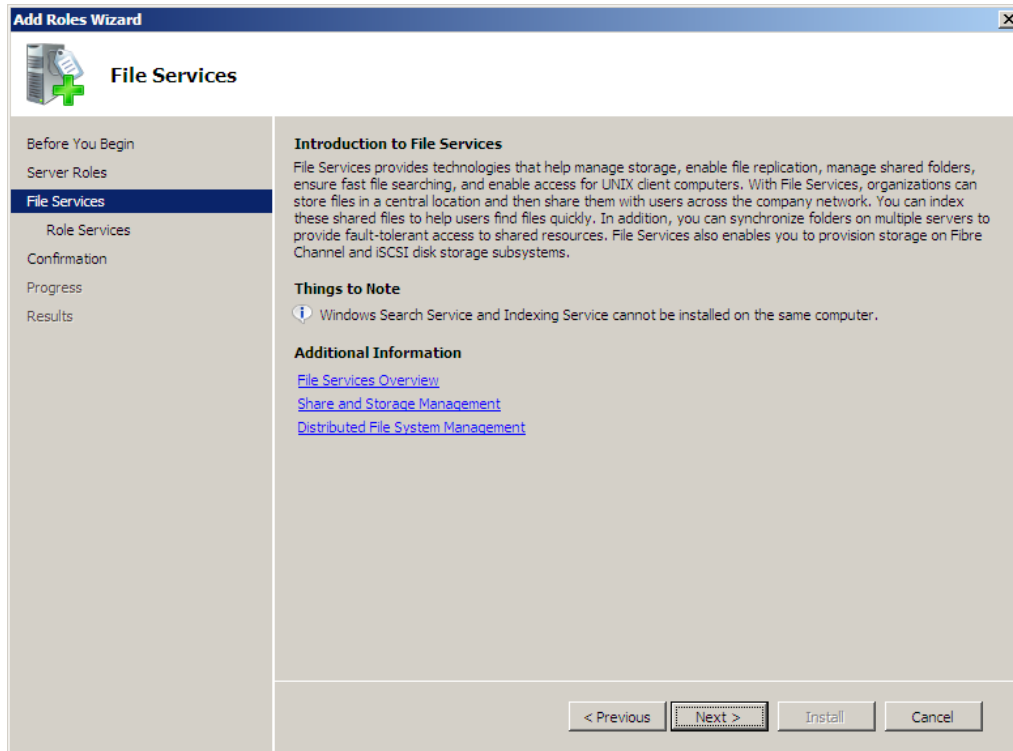 Add Roles Wizard
File Services
Before You Begin
Server Roles
File Services
Role Services
Confirmation
Progress
Results
Introduction to File Services
File Services provides technologies that help manage storage, enable file replication, manage shared folders,
ensure fast file searching, and enable access for UNIX client computers. With File Services, organizations can
store files in a central location and then share them with users across the company network. You can index
these shared files to help users find files quickly. In addition, you can synchronize folders on multiple servers to
provide fault-tolerant access to shared resources. File Services also enables you to provision storage on Fibre
Channel and iSCSI disk storage subsystems.
Things to Note
Windows Search Service and Indexing Service cannot be installed on the same computer.
Additional Information
File Services Overview
Share and Storage Management
Distributed File System Management
< Previous
Next >
Install
Cancel